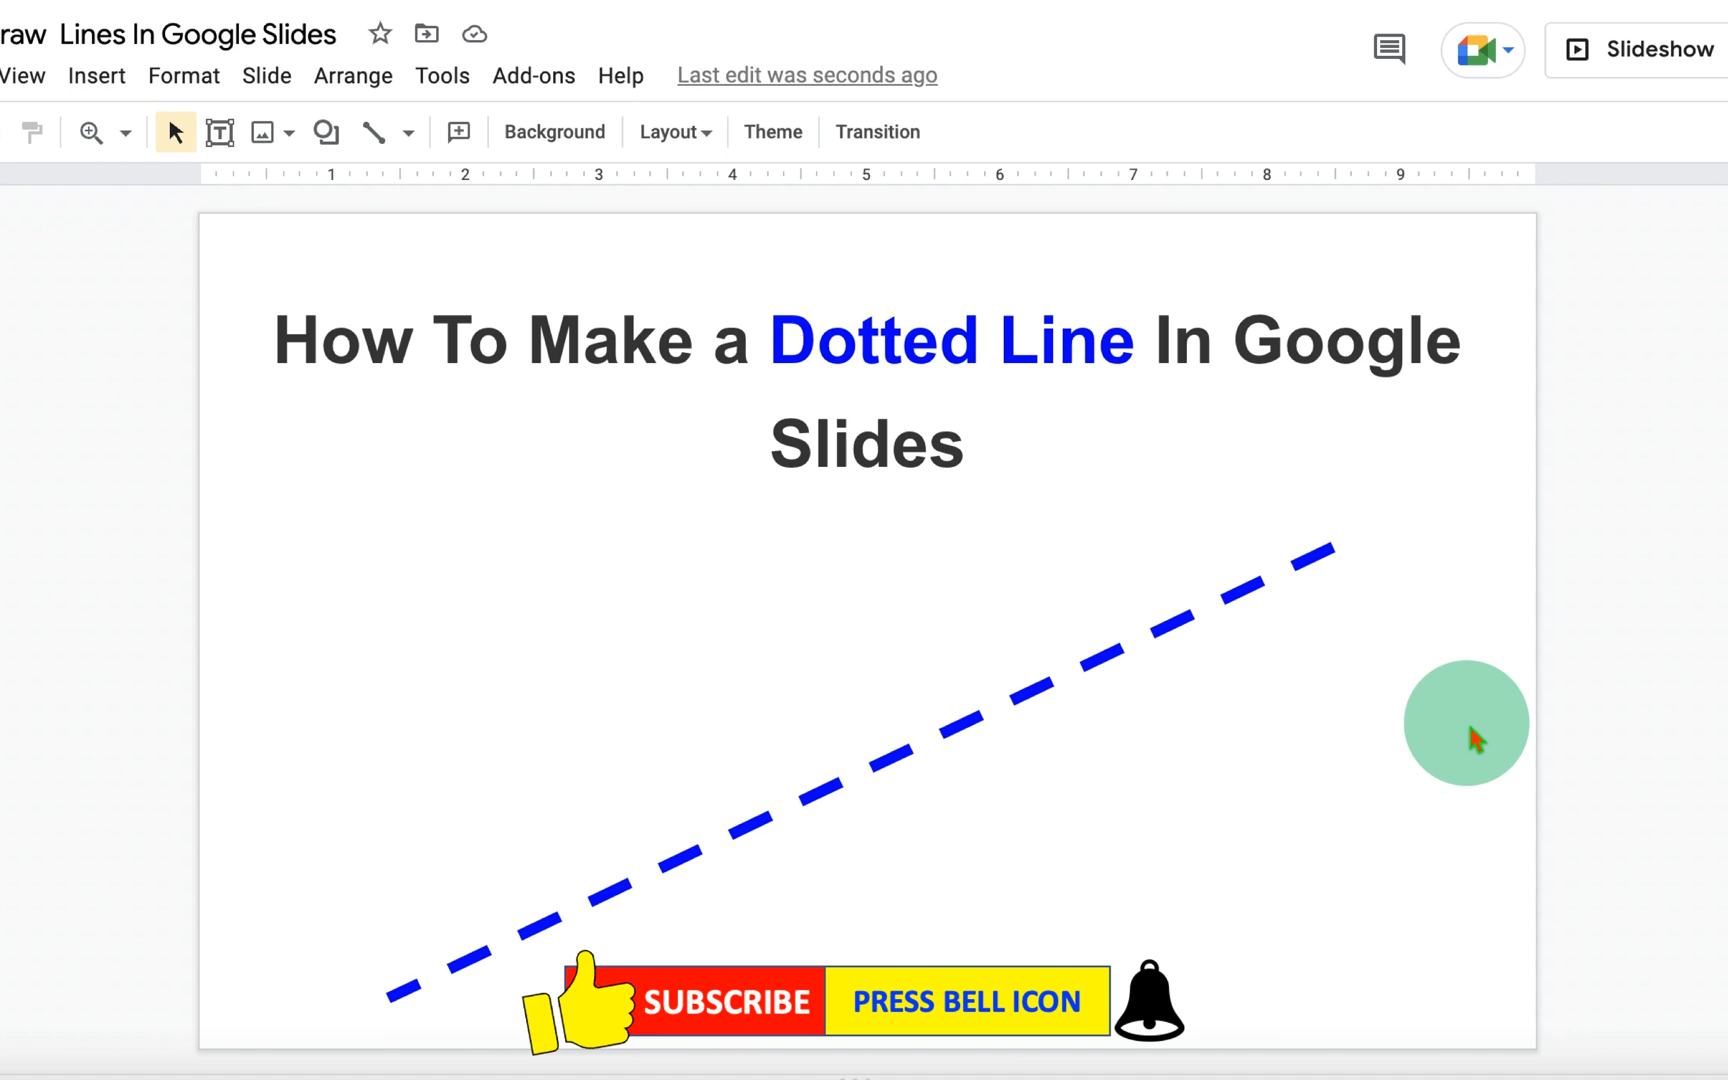 raw Lines In Google Slides
View Insert Format Slide Arrange Tools Add-ons Help Last edit was seconds ago
Slideshow
Background Layout Theme Transition
1 2 3 4 5 6 7 8 9
How To Make a Dotted Line In Google
Slides
SUBSCRIBE PRESS BELL ICON